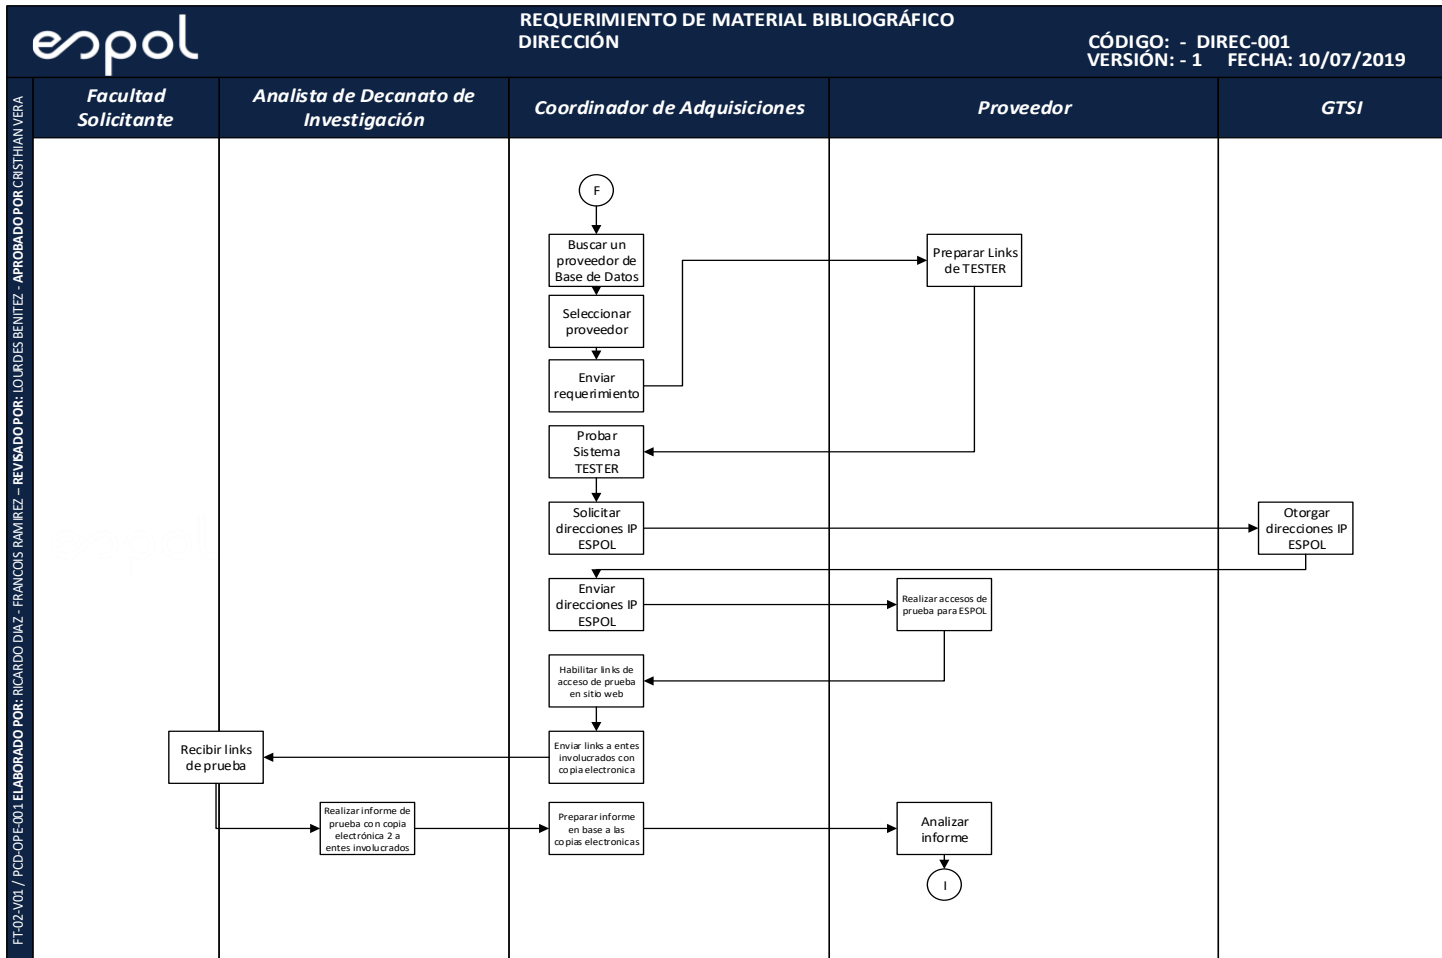 espol
REQUERIMIENTO DE MATERIAL BIBLIOGRÁFICO
DIRECCIÓN
CÓDIGO: - DIREC-001
VERSIÓN: - 1 FECHA: 10/07/2019
FT-02-V01 / PCD-OPE-001 ELABORADO POR: RICARDO DIAZ - FRANCOIS RAMIREZ – REVISADO POR: LOURDES BENITEZ - APROBADO POR CRISTHIAN VERA
Facultad
Solicitante
Analista de Decanato de
Investigación
Coordinador de Adquisiciones
Proveedor
GTSI
F
Buscar un
proveedor de
Base de Datos
Preparar Links
de TESTER
Seleccionar
proveedor
Enviar
requerimiento
Probar
Sistema
TESTER
Solicitar
direcciones IP
ESPOL
Otorgar
direcciones IP
ESPOL
Enviar
direcciones IP
ESPOL
Realizar accesos de
prueba para ESPOL
Habilitar links de
acceso de prueba
en sitio web
Recibir links
de prueba
Enviar links a entes
involucrados con
copia electronica
Realizar informe de
prueba con copia
electrónica 2 a
entes involucrados
Preparar informe
en base a las
copias electronicas
Analizar
informe
I